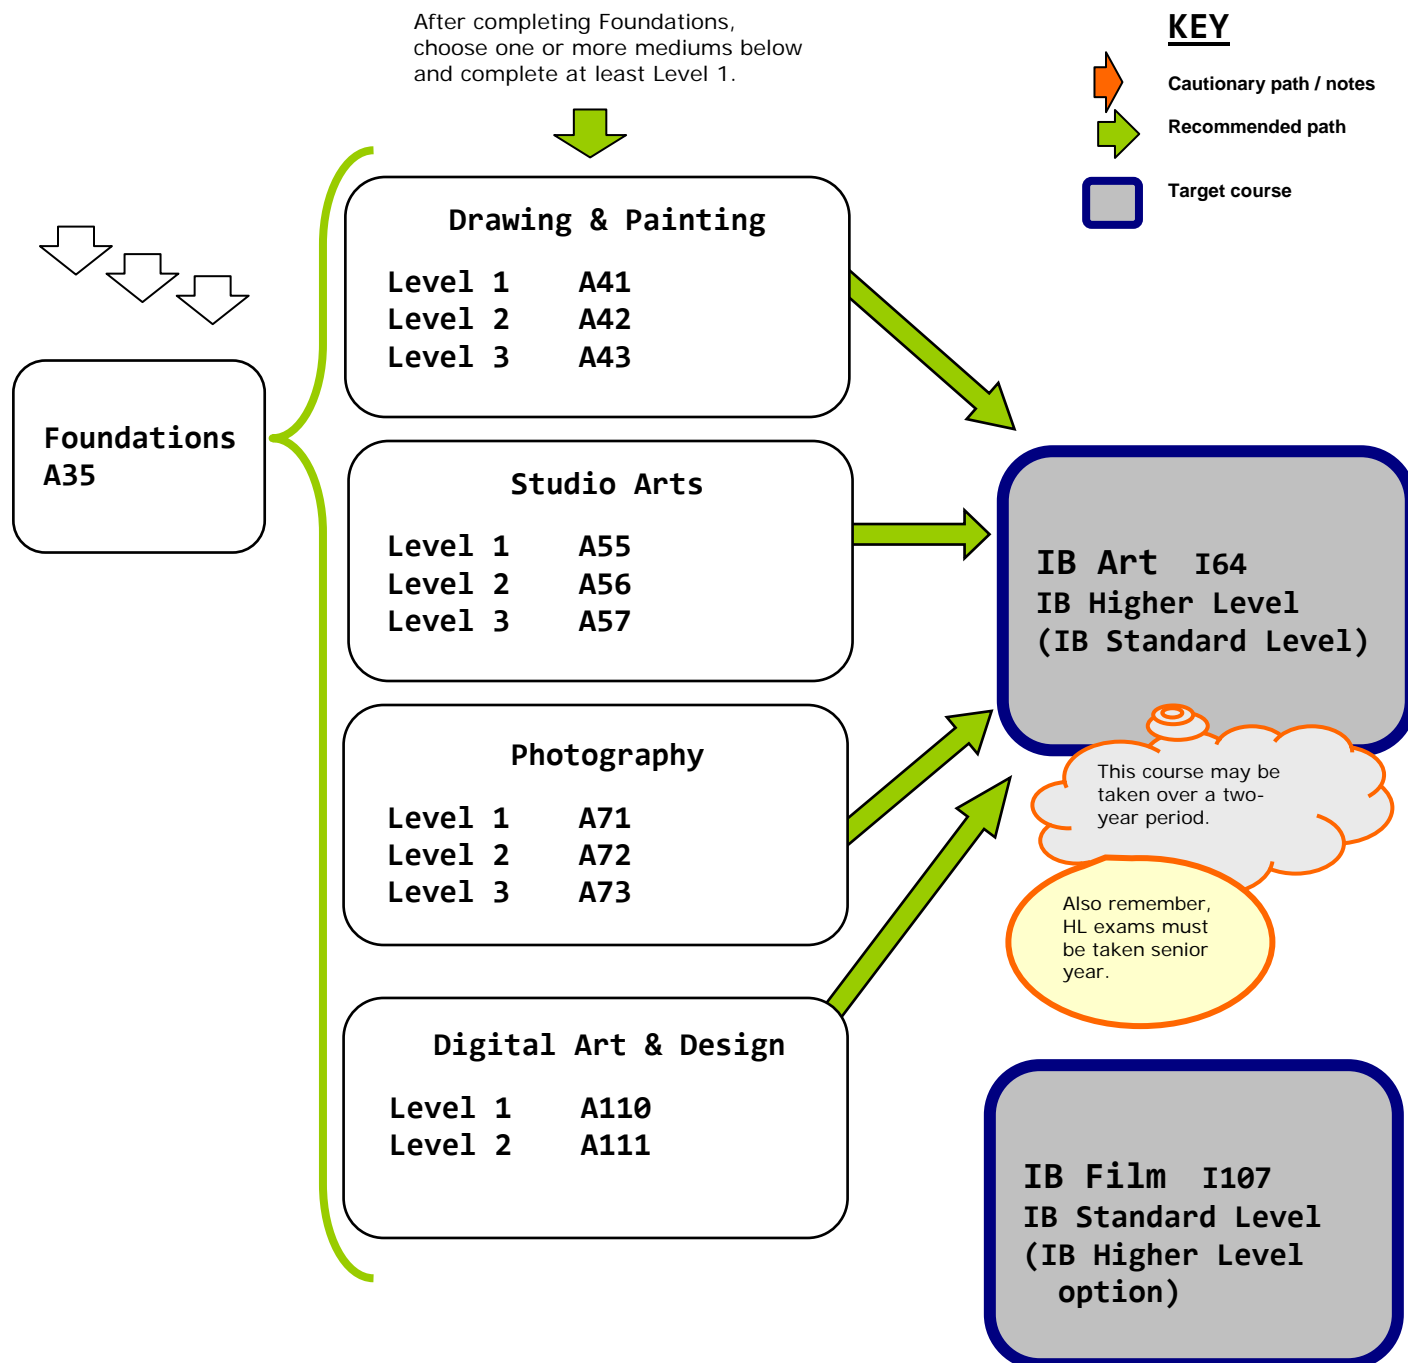 After completing Foundations,
choose one or more mediums below
and complete at least Level 1.
KEY
Cautionary path / notes
Recommended path
Target course
Foundations
A35
Drawing & Painting
Level 1 A41
Level 2 A42
Level 3 A43
Studio Arts
Level 1 A55
Level 2 A56
Level 3 A57
Photography
Level 1 A71
Level 2 A72
Level 3 A73
Digital Art & Design
Level 1 A110
Level 2 A111
IB Art I64
IB Higher Level
(IB Standard Level)
This course may be
taken over a two-
year period.
Also remember,
HL exams must
be taken senior
year.
IB Film I107
IB Standard Level
(IB Higher Level
option)